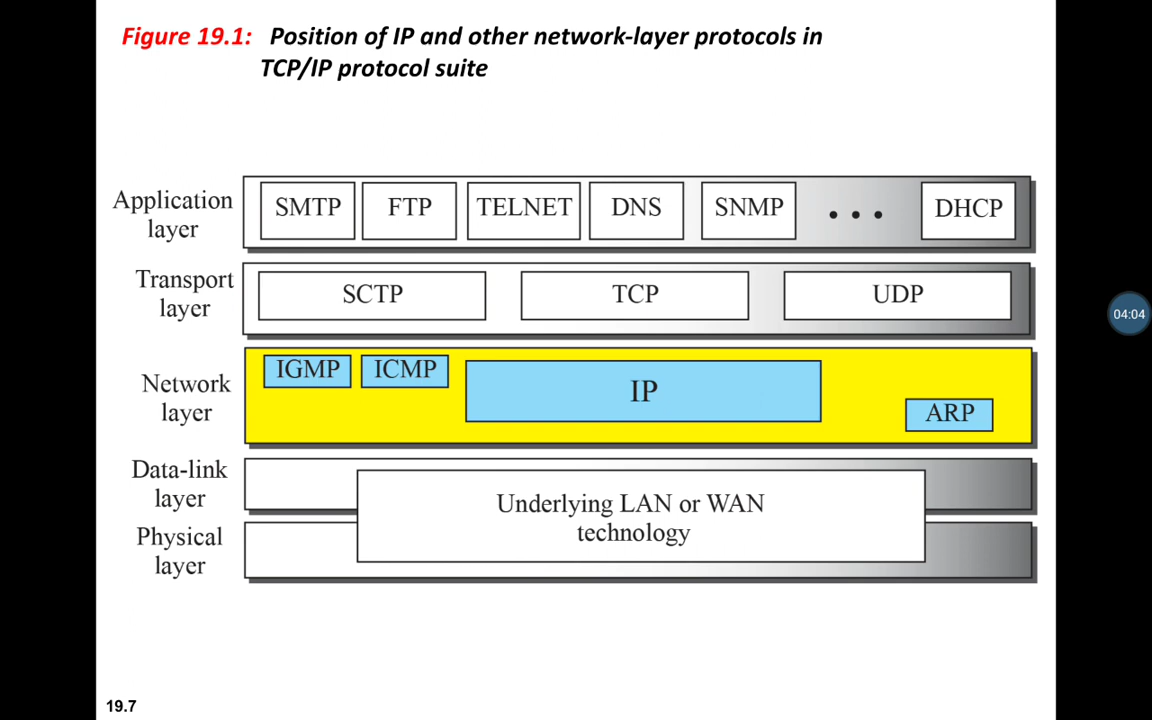 Figure 19.1: Position of IP and other network-layer protocols in
TCP/IP protocol suite
Application
layer
SMTP FTP TELNET DNS SNMP • • • DHCP
Transport
layer
SCTP TCP UDP
Network
layer
IGMP ICMP IP ARP
Data-link
layer
Physical
layer
Underlying LAN or WAN
technology
04:04
19.7